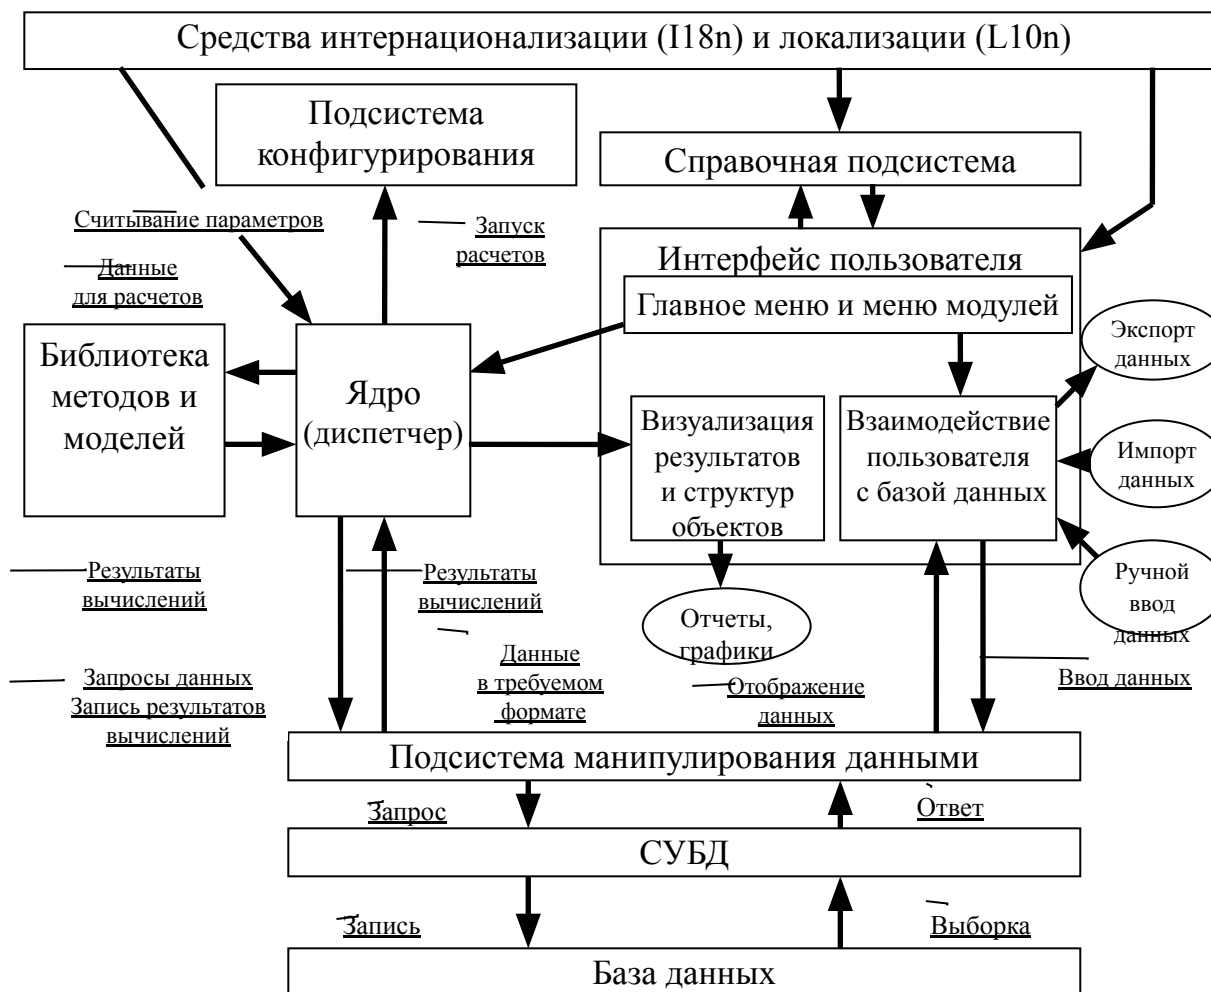 Средства интернационализации (I18n) и локализации (L10n)
Подсистема
конфигурирования
Справочная подсистема
Считывание параметров
Запуск
расчетов
Данные
для расчетов
Интерфейс пользователя
Главное меню и меню модулей
Экспорт
данных
Библиотека
методов и
моделей
Ядро
(диспетчер)
Визуализация
результатов
и структур
объектов
Взаимодействие
пользователя
с базой данных
Импорт
данных
Ручной
ввод
данных
Результаты
вычислений
Результаты
вычислений
Отчеты,
графики
Запросы данных
Запись результатов
вычислений
Данные
в требуемом
формате
Отображение
данных
Ввод данных
Подсистема манипулирования данными
Запрос
Ответ
СУБД
Запись
Выборка
База данных